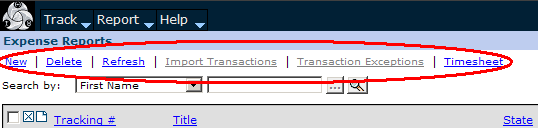 Track Report Help
Expense Reports
New | Delete | Refresh | Import Transactions | Transaction Exceptions | Timesheet
Search by: First Name ...
Tracking # Title State